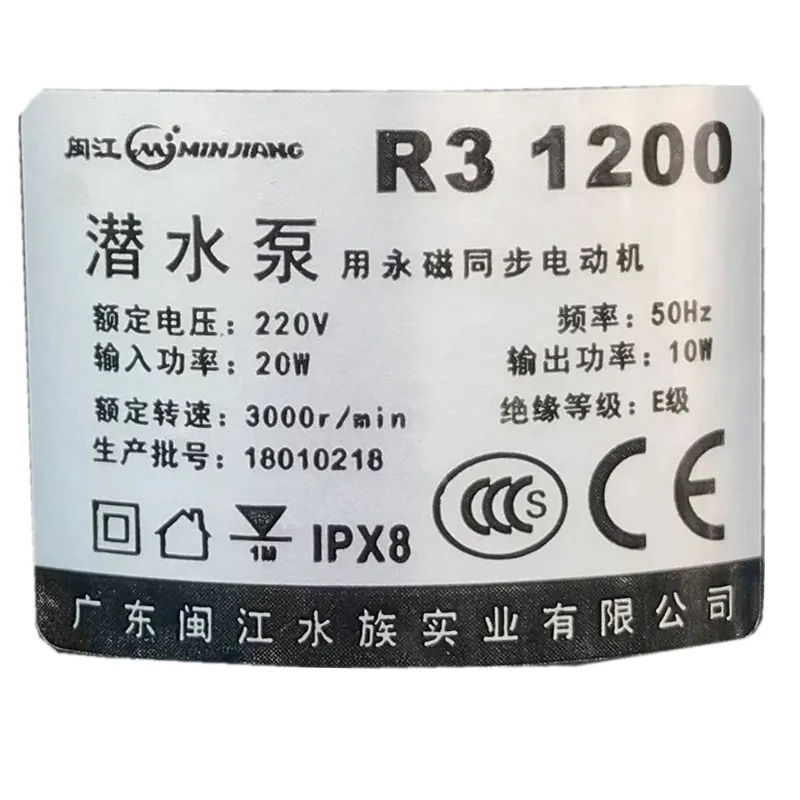 闽江 MINJIANG R3 1200
潜水泵 用永磁同步电动机
额定电压：220V 频率：50Hz
输入功率：20W 输出功率：10W
额定转速：3000r/min 绝缘等级：E级
生产批号：18010218
1M IPX8 CCC S CE
广东闽江水族实业有限公司